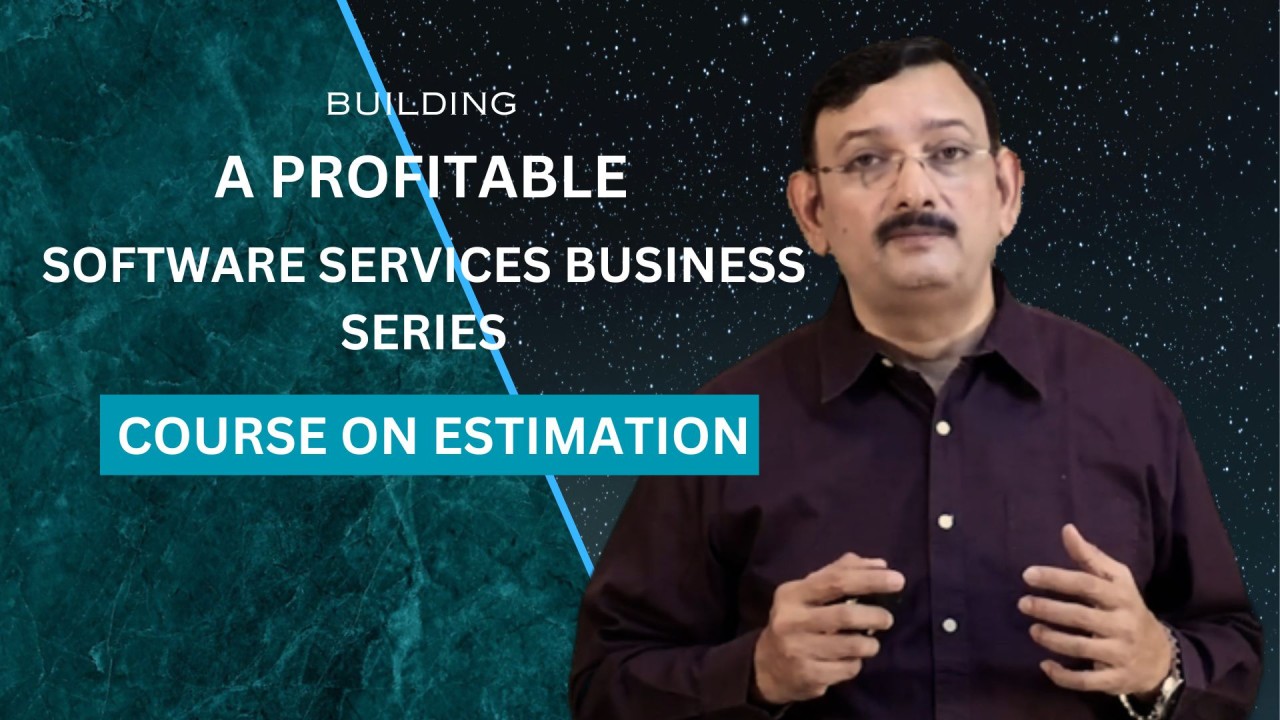 BUILDING
A PROFITABLE
SOFTWARE SERVICES BUSINESS
SERIES
COURSE ON ESTIMATION